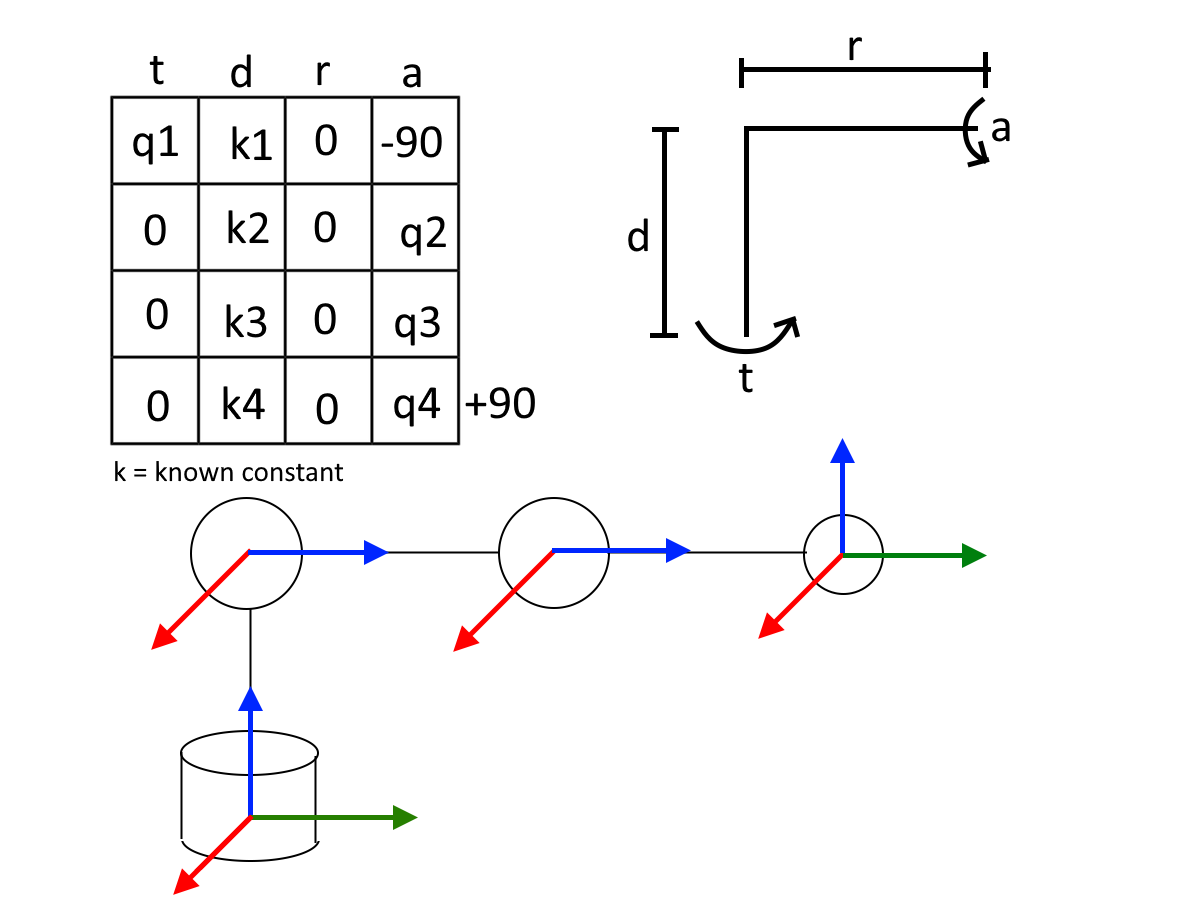 t d r a
q1 k1 0 -90
0 k2 0 q2
0 k3 0 q3
0 k4 0 q4 +90
k = known constant
r
a
d
t